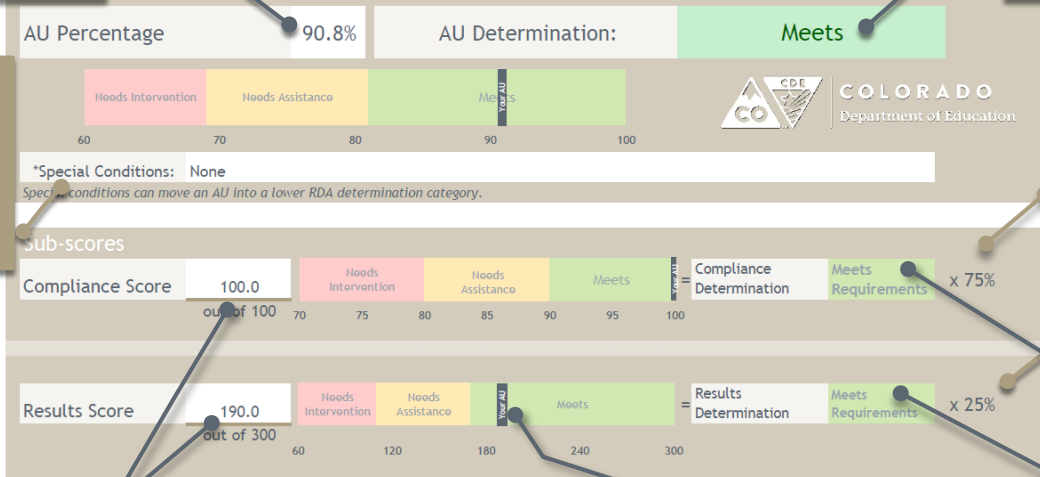 AU Percentage 90.8% AU Determination: Meets
Needs Intervention Needs Assistance Meets Your AU
60 70 80 90 100
CDE
CO
COLORADO
Department of Education
*Special Conditions: None
Special conditions can move an AU into a lower RDA determination category.
Sub-scores
Compliance Score 100.0
out of 100
Needs
Intervention
Needs
Assistance
Meets
Your AU
70 75 80 85 90 95 100
=
Compliance
Determination
Meets
Requirements
x 75%
Results Score 190.0
out of 300
Needs
Intervention
Needs
Assistance
Your AU
Meets
60 120 180 240 300
=
Results
Determination
Meets
Requirements
x 25%